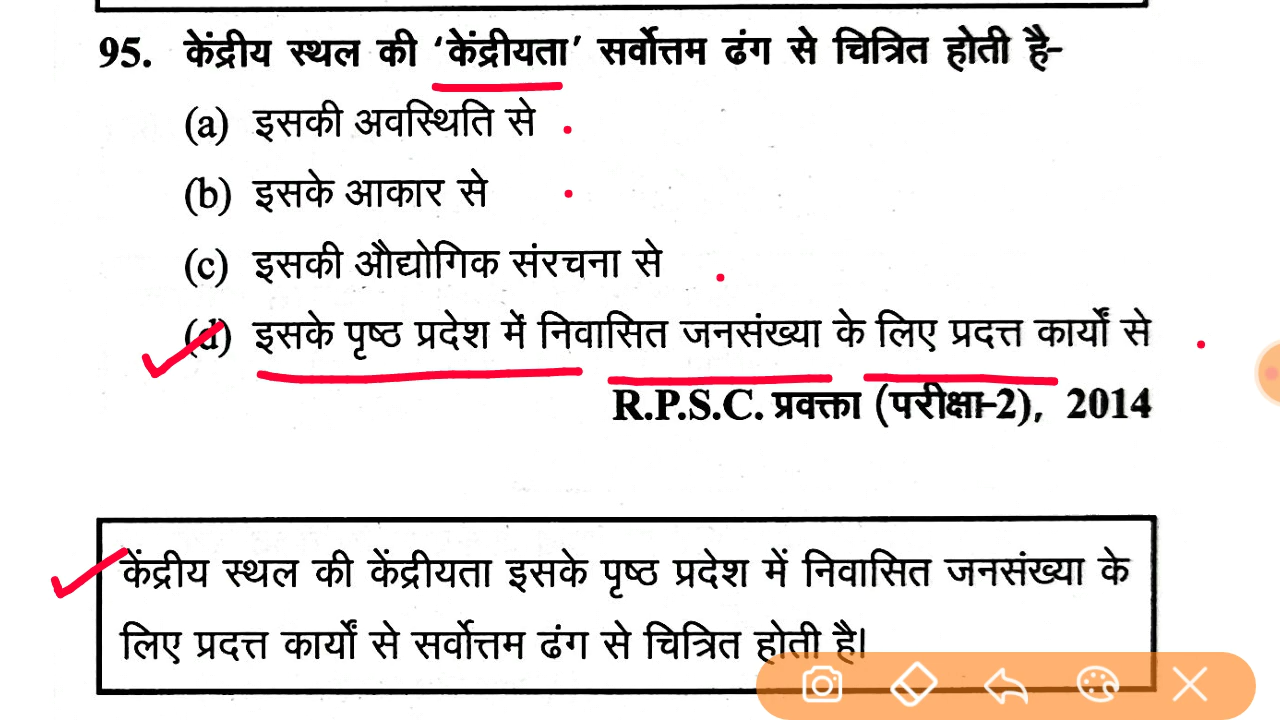 95. केंद्रीय स्थल की ‘केंद्रीयता’ सर्वोत्तम ढंग से चित्रित होती है-
(a) इसकी अवस्थिति से
(b) इसके आकार से
(c) इसकी औद्योगिक संरचना से
(d) इसके पृष्ठ प्रदेश में निवासित जनसंख्या के लिए प्रदत्त कार्यों से
R.P.S.C. प्रवक्ता (परीक्षा-2), 2014
केंद्रीय स्थल की केंद्रीयता इसके पृष्ठ प्रदेश में निवासित जनसंख्या के
लिए प्रदत्त कार्यों से सर्वोत्तम ढंग से चित्रित होती है।